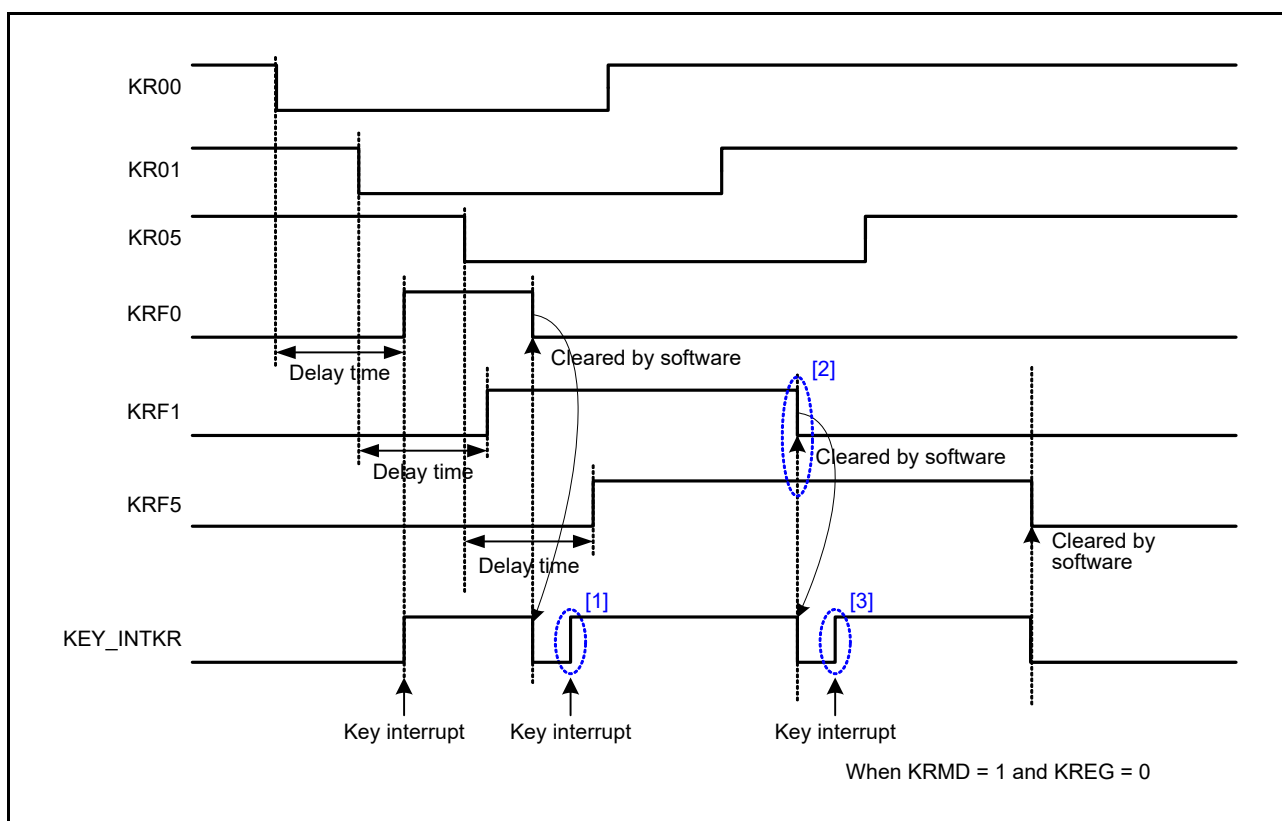 KR00
KR01
KR05
KRF0
Delay time
Cleared by software
[2]
KRF1
Delay time
Cleared by software
KRF5
Delay time
Cleared by
software
[1]
[3]
KEY_INTKR
Key interrupt
Key interrupt
Key interrupt
When KRMD = 1 and KREG = 0